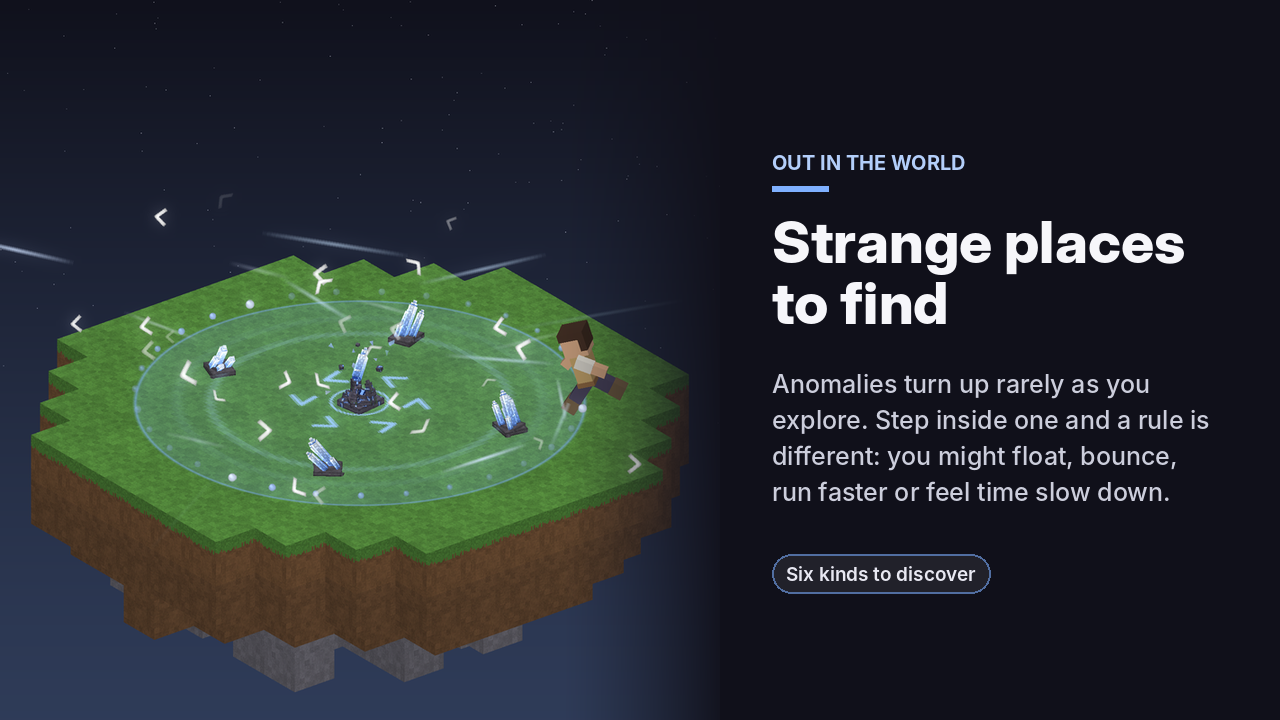 OUT IN THE WORLD
Strange places
to find
Anomalies turn up rarely as you
explore. Step inside one and a rule is
different: you might float, bounce,
run faster or feel time slow down.
Six kinds to discover